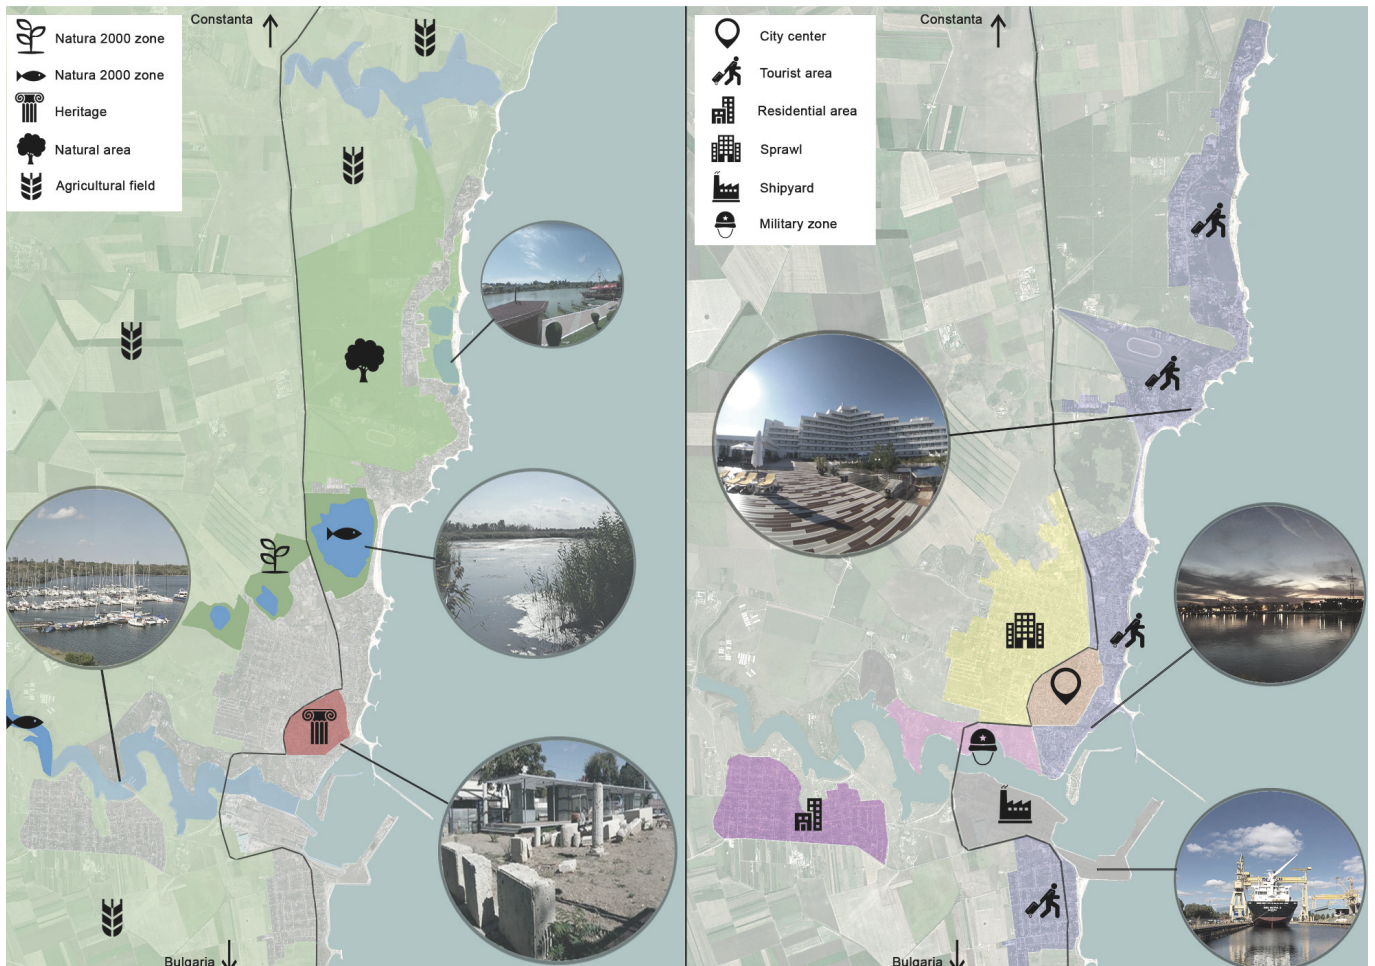 Constanta
Natura 2000 zone
Natura 2000 zone
Heritage
Natural area
Agricultural field
Bulgaria
Constanta
City center
Tourist area
Residential area
Sprawl
Shipyard
Military zone
Bulgaria